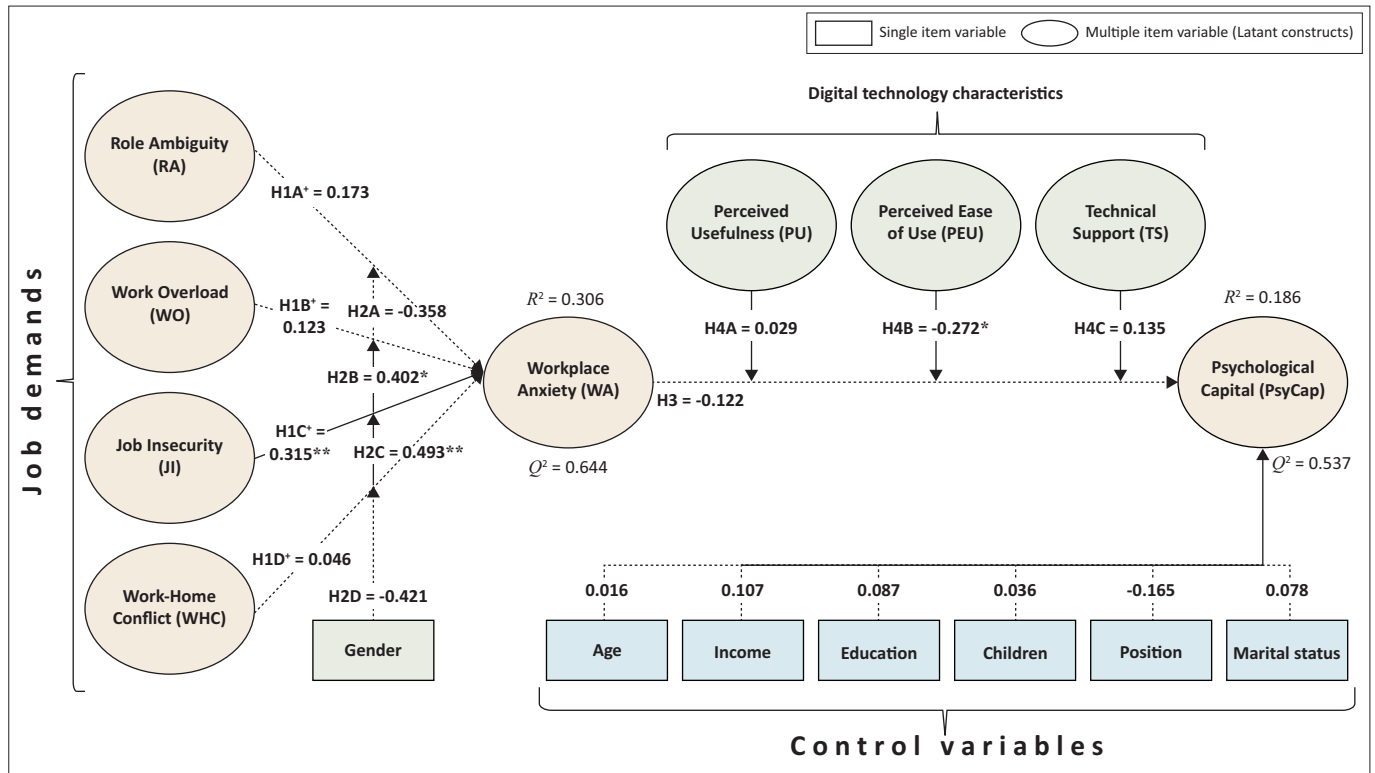 Single item variable
Multiple item variable (Latant constructs)
Job demands
Role Ambiguity
(RA)
Work Overload
(WO)
Job Insecurity
(JI)
Work-Home
Conflict (WHC)
H1A⁺ = 0.173
H1B⁺ =
0.123
H1C⁺ =
0.315**
H1D⁺ = 0.046
H2A = -0.358
H2B = 0.402*
H2C = 0.493**
H2D = -0.421
Gender
R² = 0.306
Workplace
Anxiety (WA)
Q² = 0.644
H3 = -0.122
Digital technology characteristics
Perceived
Usefulness (PU)
Perceived Ease
of Use (PEU)
Technical
Support (TS)
H4A = 0.029
H4B = -0.272*
H4C = 0.135
R² = 0.186
Psychological
Capital (PsyCap)
Q² = 0.537
0.016
0.107
0.087
0.036
-0.165
0.078
Age
Income
Education
Children
Position
Marital status
Control variables